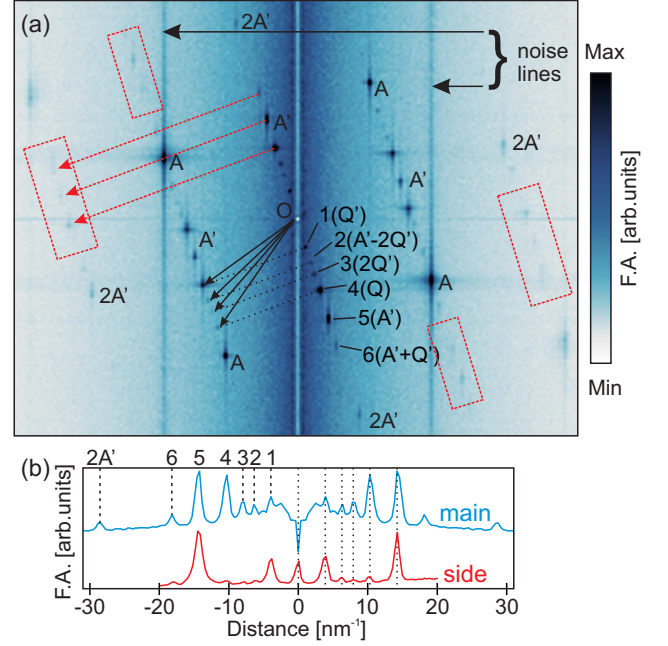 (a)
2A'
noise
lines
Max
A
A'
A
2A'
A'
O
1(Q')
2(A'-2Q')
3(2Q')
4(Q)
5(A')
6(A'+Q')
A'
A
2A'
A
2A'
F.A. [arb.units]
Min
(b)
2A' 6 5 4 3 2 1
F.A. [arb.units]
main
side
-30 -20 -10 0 10 20 30
Distance [nm⁻¹]